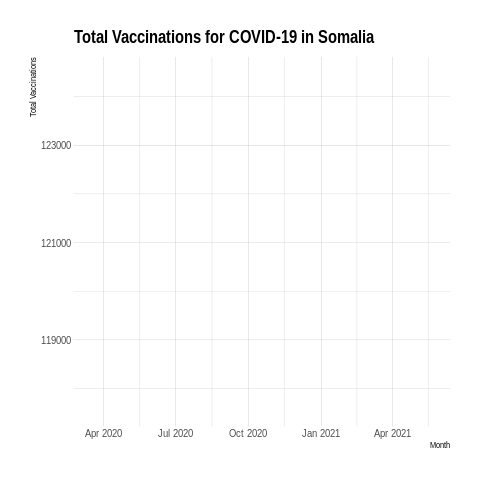 Total Vaccinations for COVID-19 in Somalia
Total Vaccinations
123000
121000
119000
Apr 2020 Jul 2020 Oct 2020 Jan 2021 Apr 2021
Month